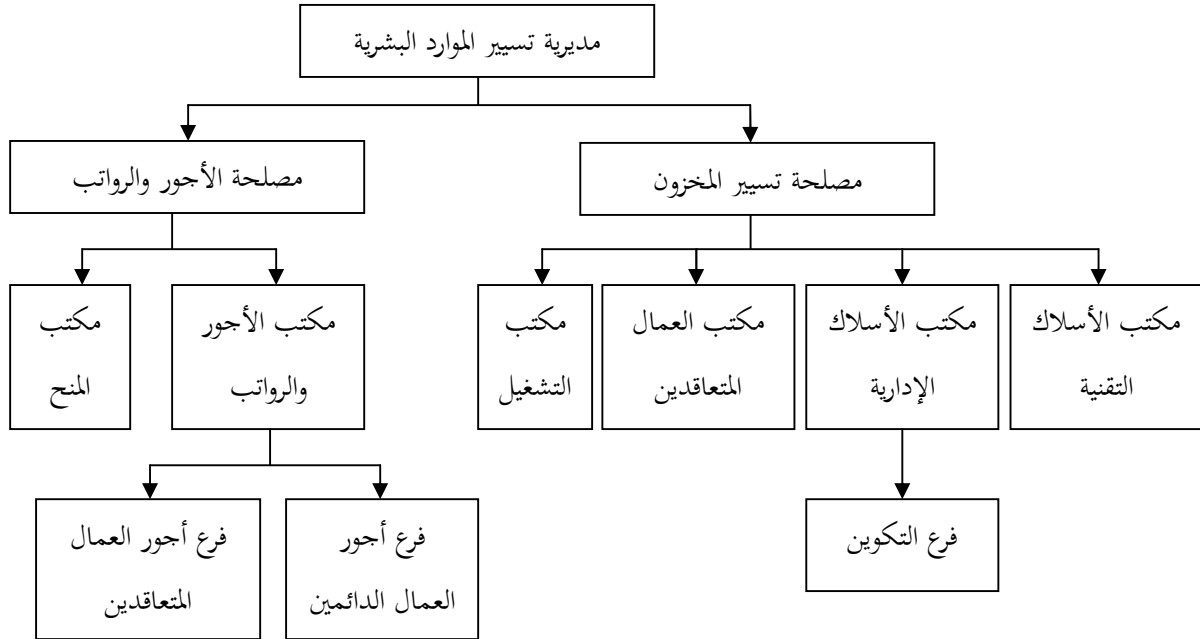 مديرية تسيير الموارد البشرية
مصلحة تسيير المخزون
مصلحة الأجور والرواتب
مكتب الأسلاك
التقنية
مكتب الأسلاك
الإدارية
مكتب العمال
المتعاقدين
مكتب
التشغيل
مكتب الأجور
والرواتب
مكتب
المنح
فرع التكوين
فرع أجور
العمال الدائمين
فرع أجور العمال
المتعاقدين